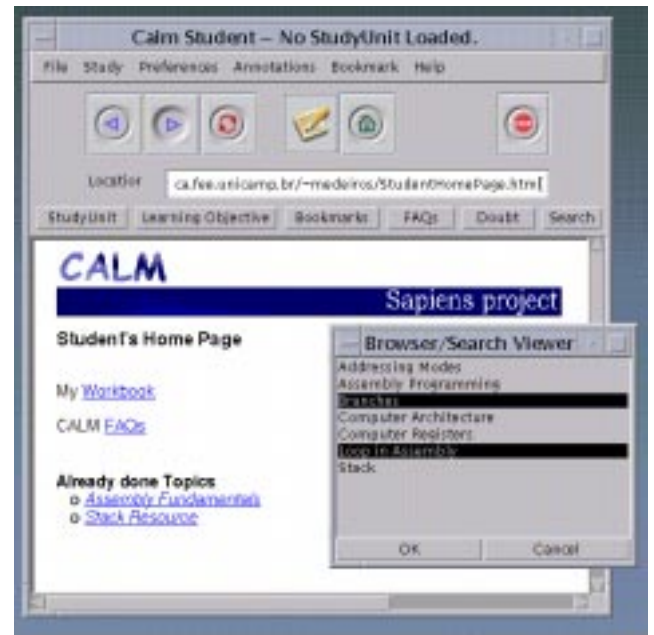 Calm Student – No StudyUnit Loaded.
File Study Preferences Annotations Bookmark Help
Location ca.fee.unicamp.br/~medeiros/StudentHomePage.html
StudyUnit Learning Objective Bookmarks FAQs Doubt Search
CALM
Sapiens project
Student's Home Page
My Workbook
CALM FAQs
Already done Topics
Assembly Fundamentals
Stack Resource
Browser/Search Viewer
Addressing Modes
Assembly Programming
Branches
Computer Architecture
Computer Registers
Loop in Assembly
Stack
OK Cancel